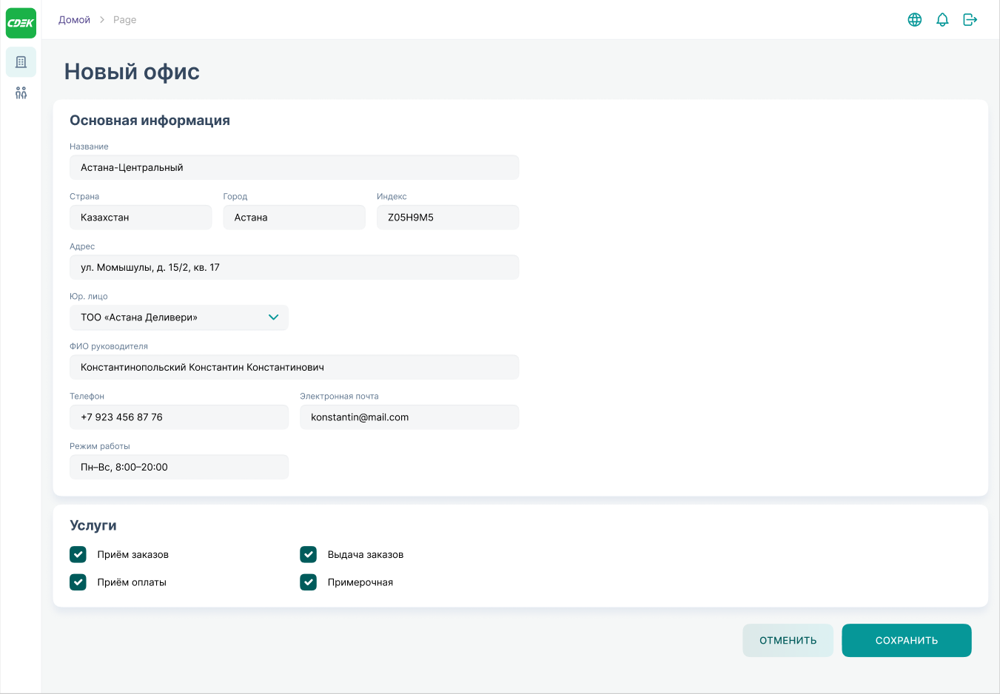 CDEK
Домой > Page
Новый офис
Основная информация
Название
Астана-Центральный
Страна Город Индекс
Казахстан Астана Z05H9M5
Адрес
ул. Момышулы, д. 15/2, кв. 17
Юр. лицо
ТОО «Астана Деливери»
ФИО руководителя
Константинопольский Константин Константинович
Телефон Электронная почта
+7 923 456 87 76 konstantin@mail.com
Режим работы
Пн–Вс, 8:00–20:00
Услуги
Приём заказов Выдача заказов
Приём оплаты Примерочная
ОТМЕНИТЬ СОХРАНИТЬ